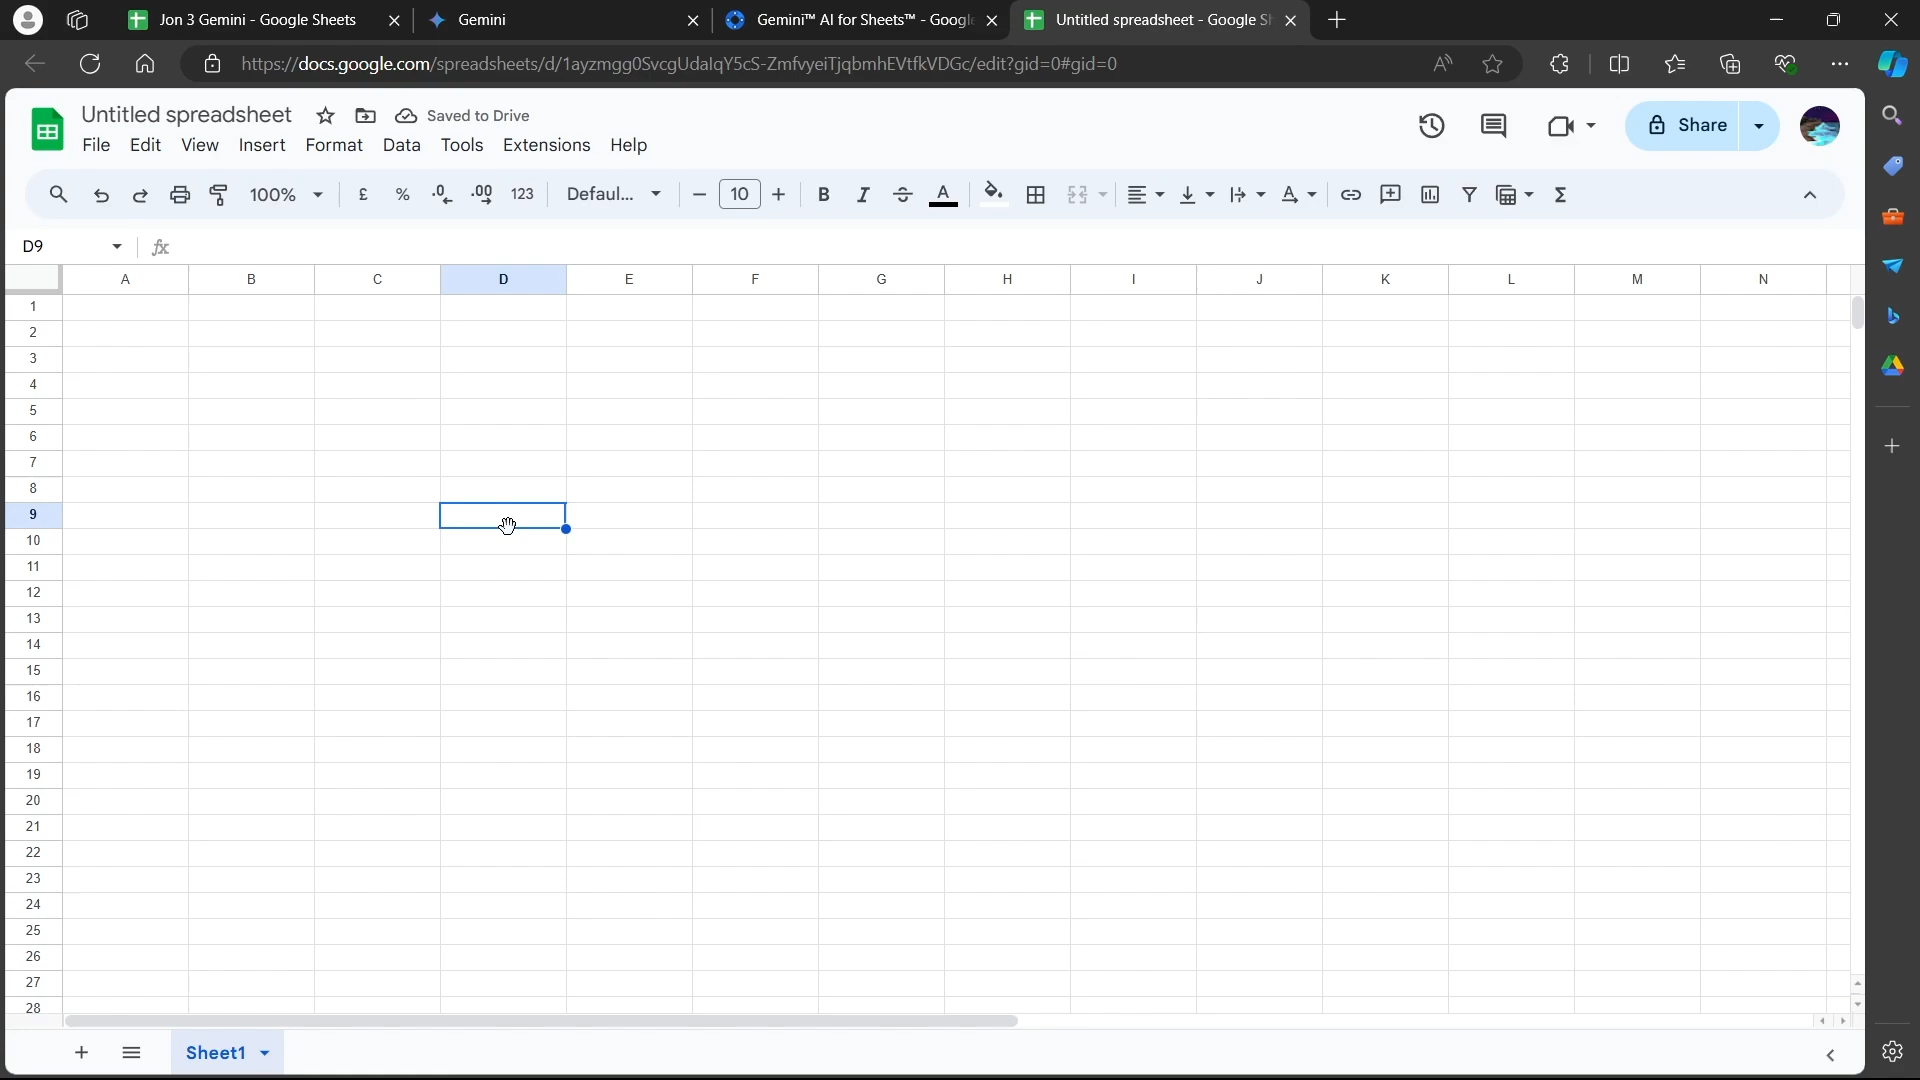 Jon 3 Gemini - Google Sheets
Gemini
Gemini™ AI for Sheets™ - Googl
Untitled spreadsheet - Google S
https://docs.google.com/spreadsheets/d/1ayzmgg0SvcgUdalqY5cS-ZmfvyeiTjqbmhEVtfkVDGc/edit?gid=0#gid=0
Untitled spreadsheet
Saved to Drive
File Edit View Insert Format Data Tools Extensions Help
Share
100% £ % .0 .00 123 Defaul... 10 B I S A
D9 fx
A B C D E F G H I J K L M N
1
2
3
4
5
6
7
8
9
10
11
12
13
14
15
16
17
18
19
20
21
22
23
24
25
26
27
28
Sheet1